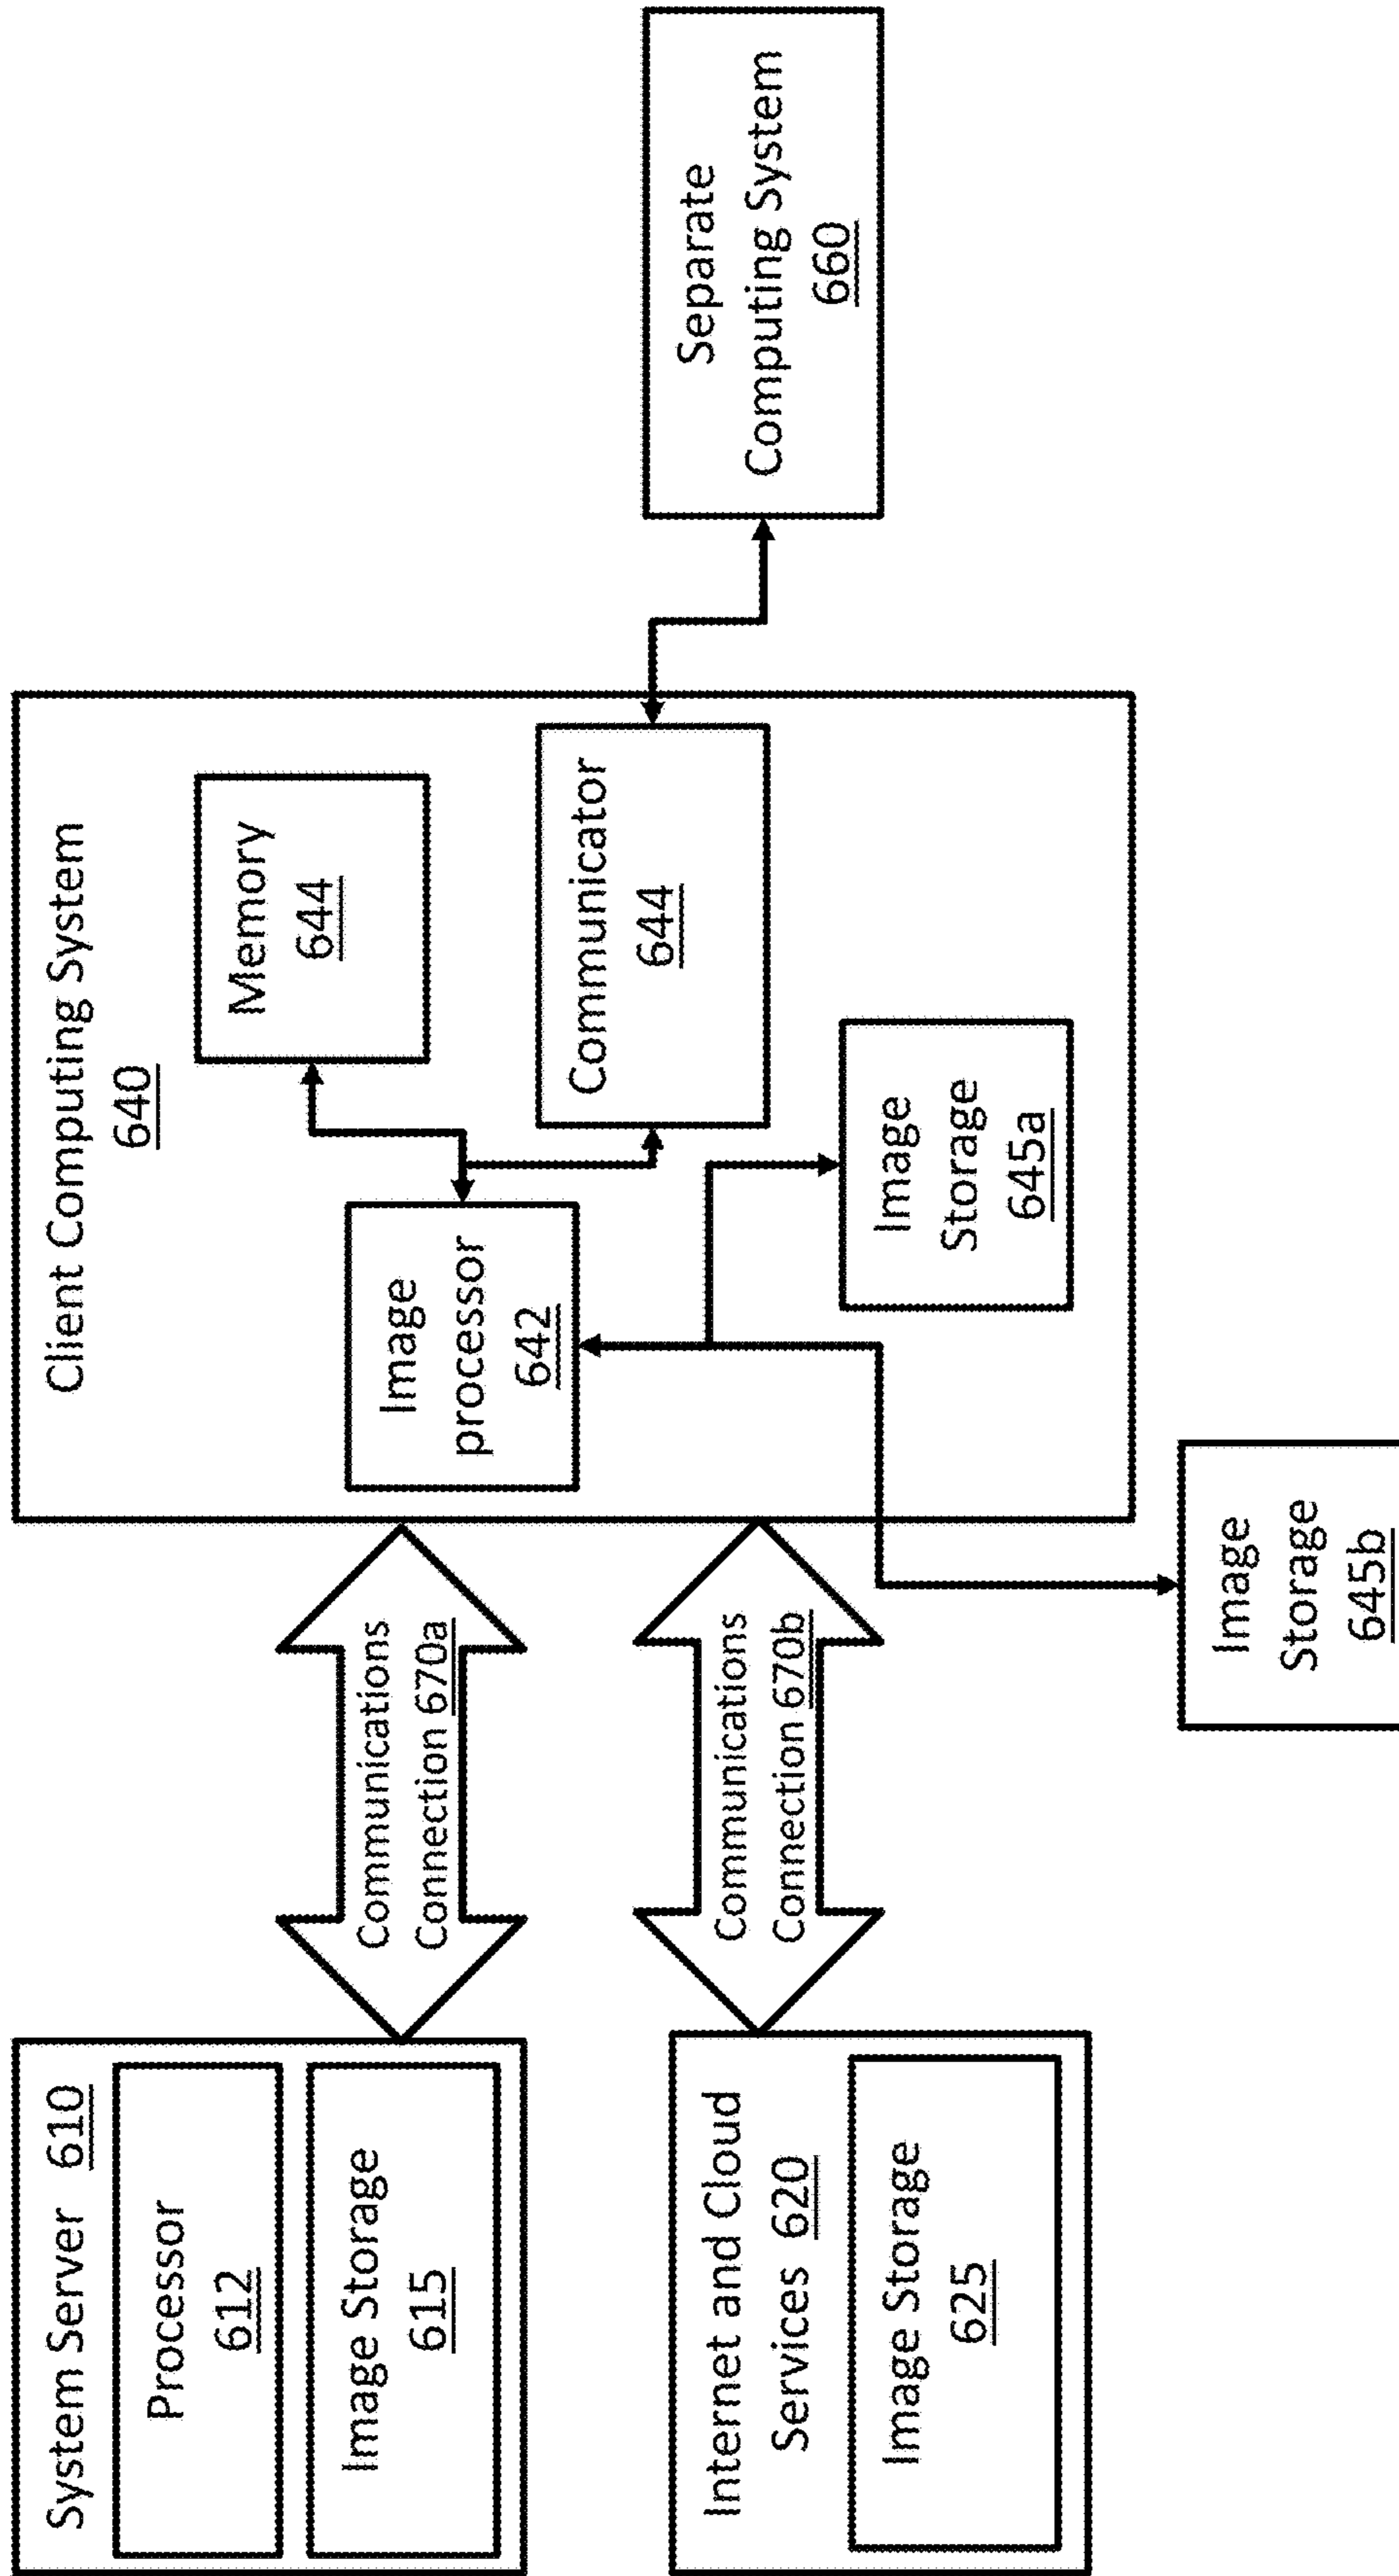 System Server 610
Processor
612
Image Storage
615
Internet and Cloud
Services 620
Image Storage
625
Communications
Connection 670a
Communications
Connection 670b
Client Computing System
640
Image
processor
642
Memory
644
Communicator
644
Image
Storage
645a
Image
Storage
645b
Separate
Computing System
660